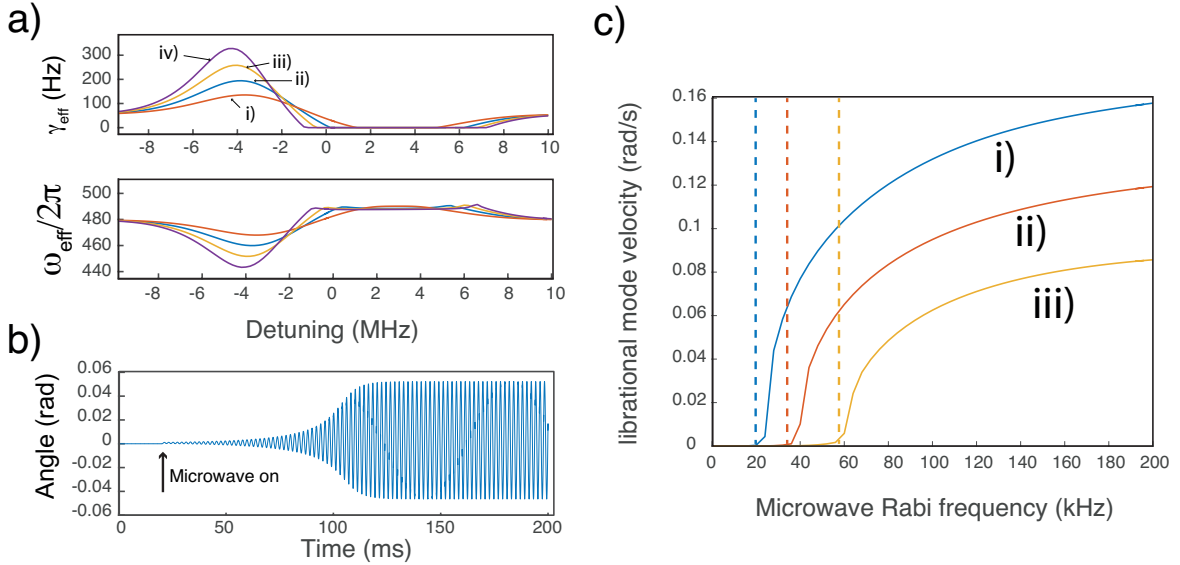 a)
γeff (Hz)
300
200
100
0
iv)
iii)
ii)
i)
-8 -6 -4 -2 0 2 4 6 8 10
ωeff/2π
500
480
460
440
-8 -6 -4 -2 0 2 4 6 8 10
Detuning (MHz)
b)
Angle (rad)
0.06
0.04
0.02
0
-0.02
-0.04
-0.06
Microwave on
0 50 100 150 200
Time (ms)
c)
librational mode velocity (rad/s)
0.16
0.12
0.08
0.06
0.04
0.02
0
i)
ii)
iii)
0 20 40 60 80 100 120 140 160 180 200
Microwave Rabi frequency (kHz)